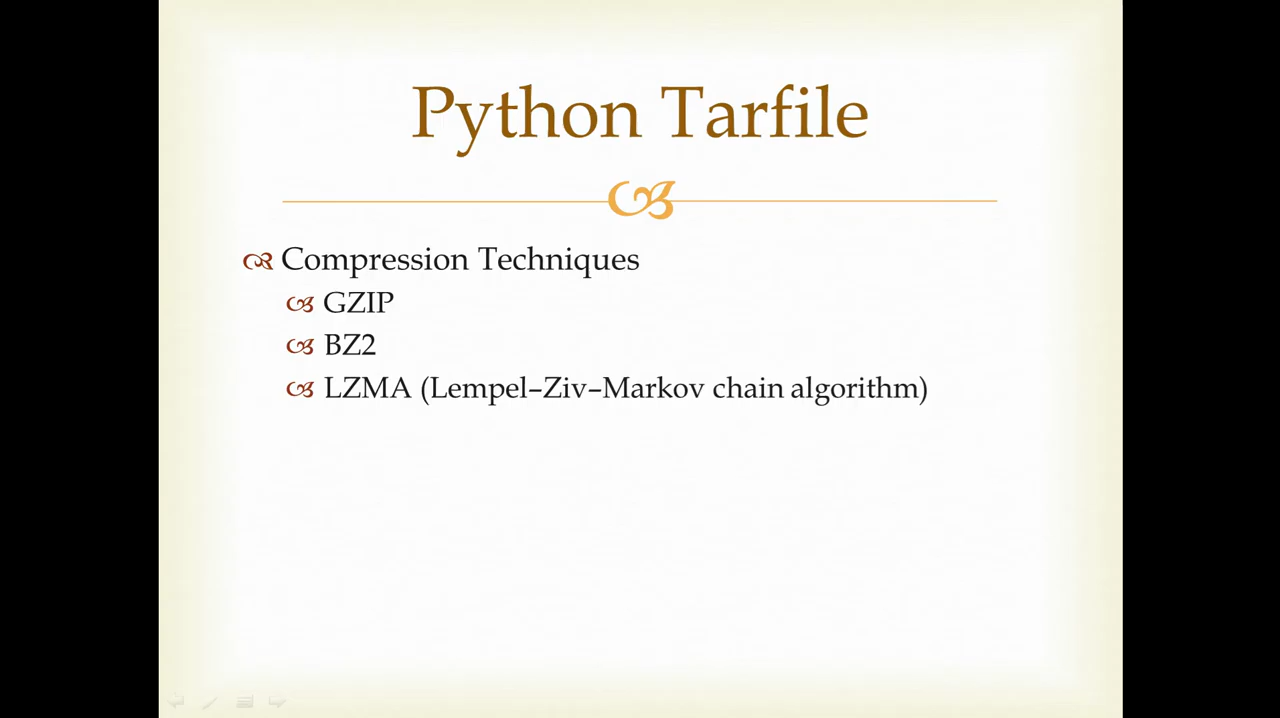 Python Tarfile
Compression Techniques
GZIP
BZ2
LZMA (Lempel–Ziv–Markov chain algorithm)